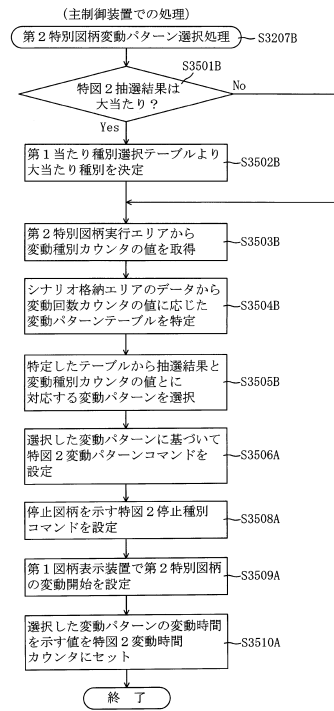 (主制御装置での処理)
第2特別図柄変動パターン選択処理
S3207B
S3501B
特図2抽選結果は
大当たり?
No
Yes
第1当たり種別選択テーブルより
大当たり種別を決定
S3502B
第2特別図柄実行エリアから
変動種別カウンタの値を取得
S3503B
シナリオ格納エリアのデータから
変動回数カウンタの値に応じた
変動パターンテーブルを特定
S3504B
特定したテーブルから抽選結果と
変動種別カウンタの値とに
対応する変動パターンを選択
S3505B
選択した変動パターンに基づいて
特図2変動パターンコマンドを
設定
S3506A
停止図柄を示す特図2停止種別
コマンドを設定
S3508A
第1図柄表示装置で第2特別図柄
の変動開始を設定
S3509A
選択した変動パターンの変動時間
を示す値を特図2変動時間
カウンタにセット
S3510A
終 了